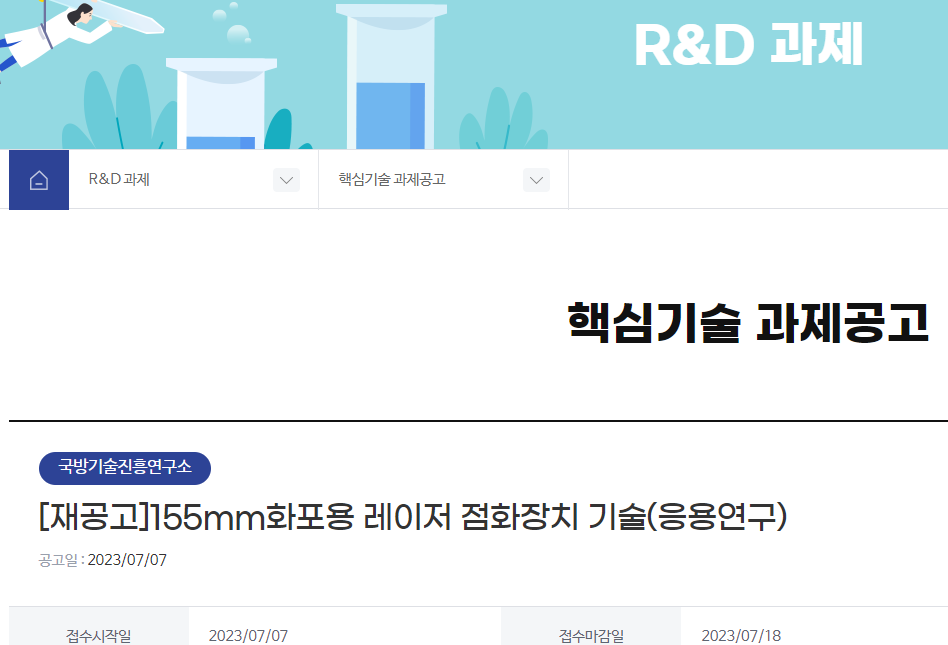 R&D 과제
R&D 과제
핵심기술 과제공고
핵심기술 과제공고
국방기술진흥연구소
[재공고]155mm화포용 레이저 점화장치 기술(응용연구)
공고일 : 2023/07/07
접수시작일 2023/07/07 접수마감일 2023/07/18